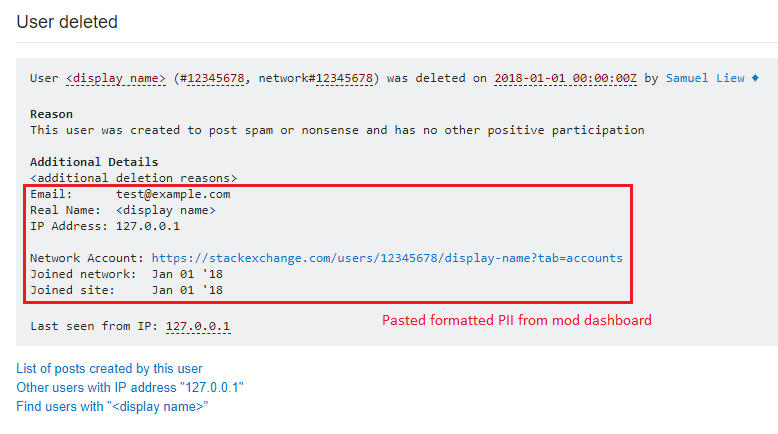 User deleted
User <display name> (#12345678, network#12345678) was deleted on 2018-01-01 00:00:00Z by Samuel Liew ♦
Reason
This user was created to post spam or nonsense and has no other positive participation
Additional Details
<additional deletion reasons>
Email: test@example.com
Real Name: <display name>
IP Address: 127.0.0.1
Network Account: https://stackexchange.com/users/12345678/display-name?tab=accounts
Joined network: Jan 01 '18
Joined site: Jan 01 '18
Pasted formatted PII from mod dashboard
Last seen from IP: 127.0.0.1
List of posts created by this user
Other users with IP address "127.0.0.1"
Find users with "<display name>"